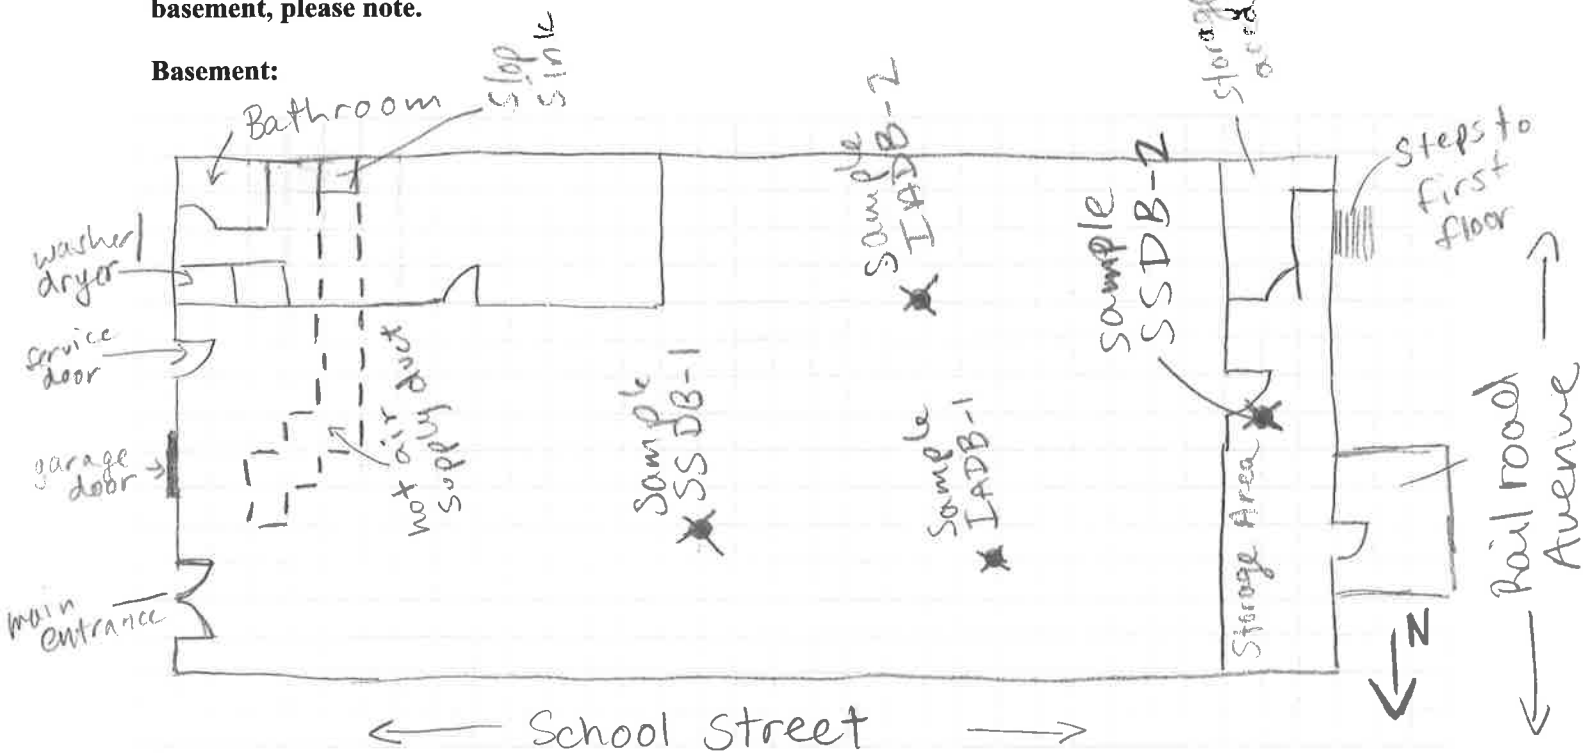 basement, please note.
Basement:
Bathroom
Slop
Sink
Storage
Steps to
first
floor
washer/
dryer
service
door
garage
door
main
entrance
hot air duct
supply
Sample
SSDB-1
Sample
IADB-2
Sample
IADB-1
Sample
SSDB-2
Storage Area
Railroad
Avenue
N
School Street